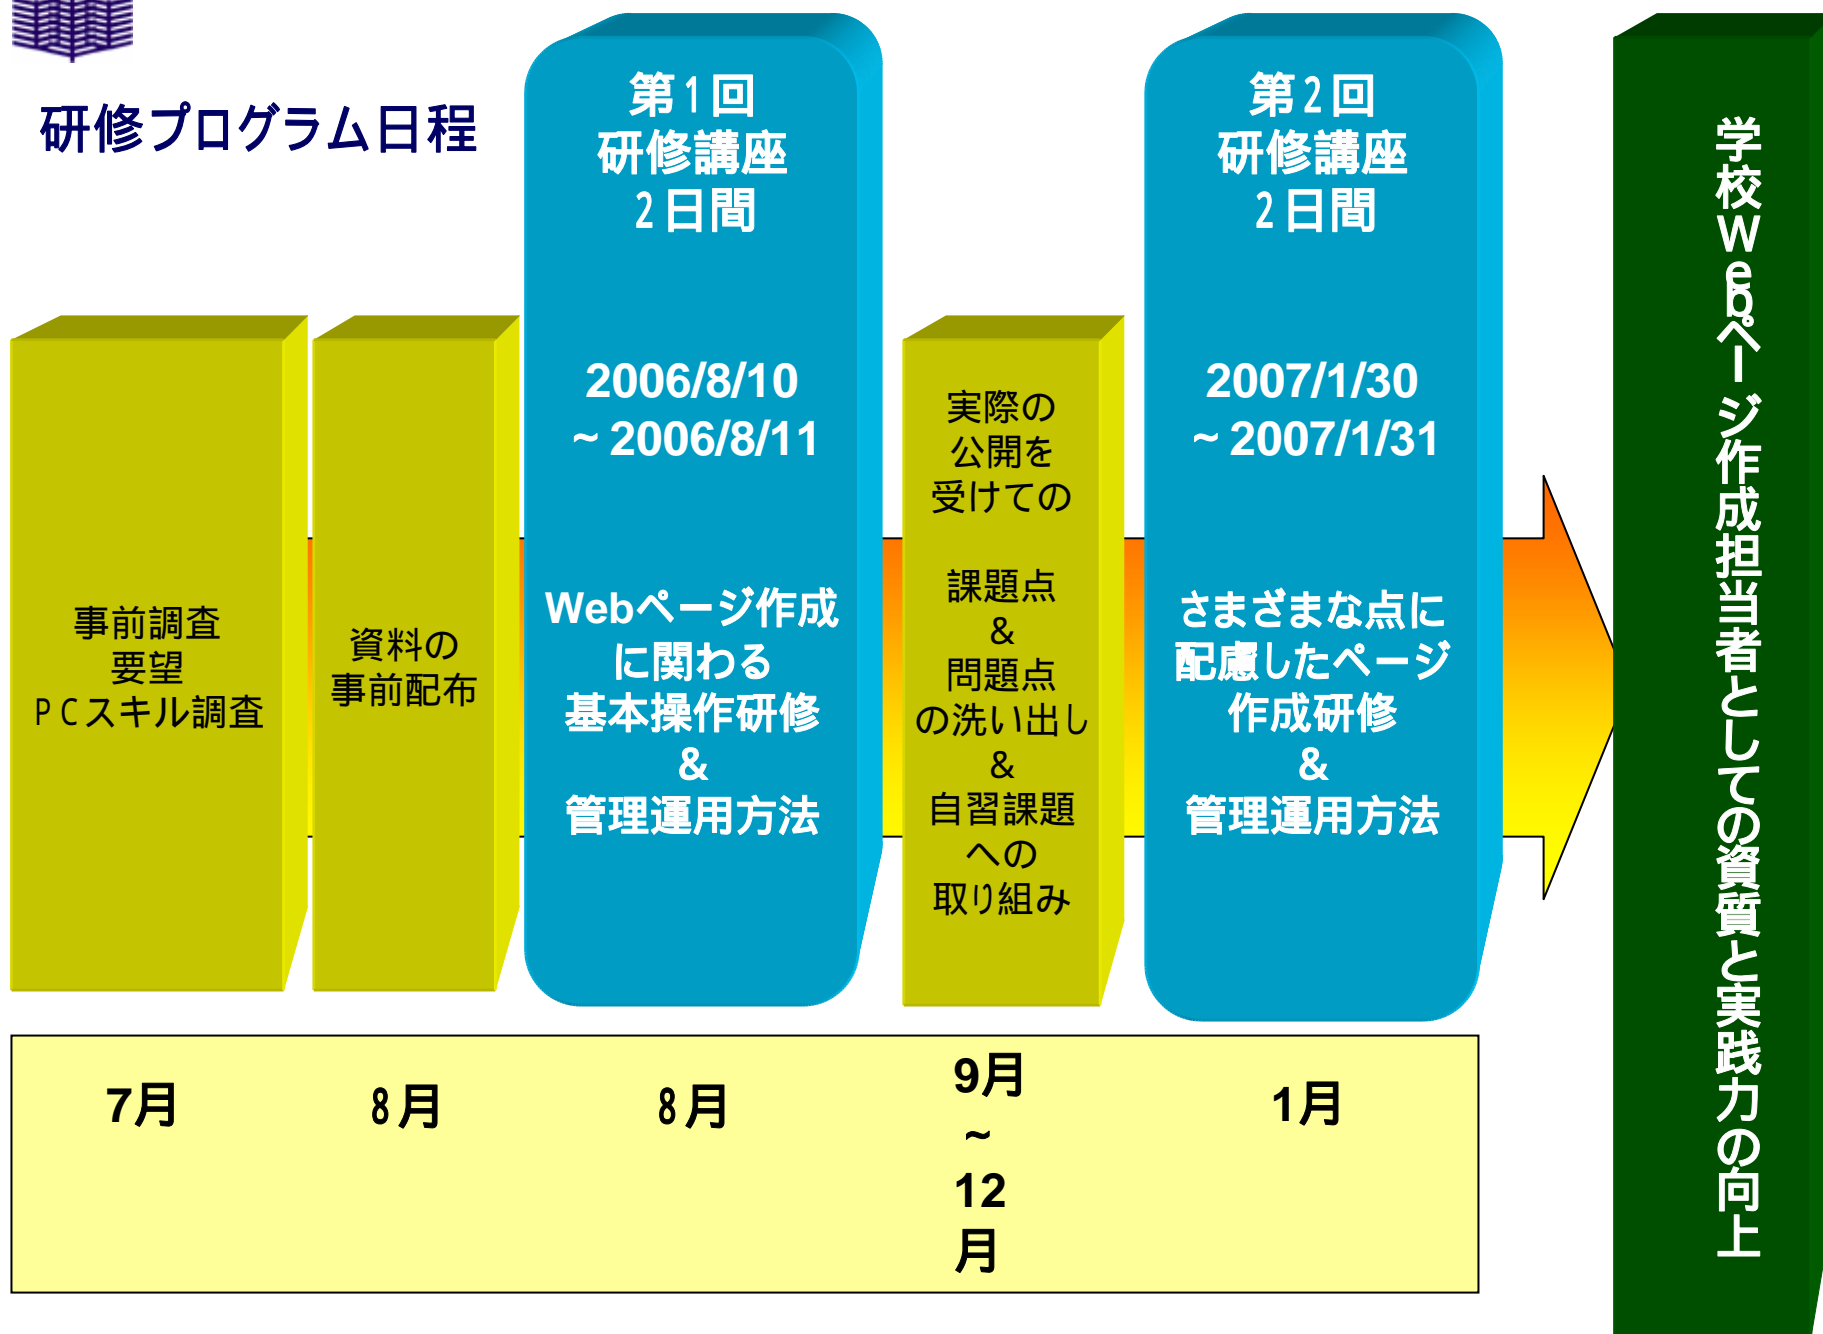 研修プログラム日程
事前調査
要望
ＰＣスキル調査
資料の
事前配布
第１回
研修講座
２日間
2006/8/10
～2006/8/11
Webページ作成
に関わる
基本操作研修
＆
管理運用方法
実際の
公開を
受けての
課題点
＆
問題点
の洗い出し
＆
自習課題
への
取り組み
第２回
研修講座
２日間
2007/1/30
～2007/1/31
さまざまな点に
配慮したページ
作成研修
＆
管理運用方法
学校Webページ作成担当者としての資質と実践力の向上
7月
８月
８月
9月
～
12
月
1月